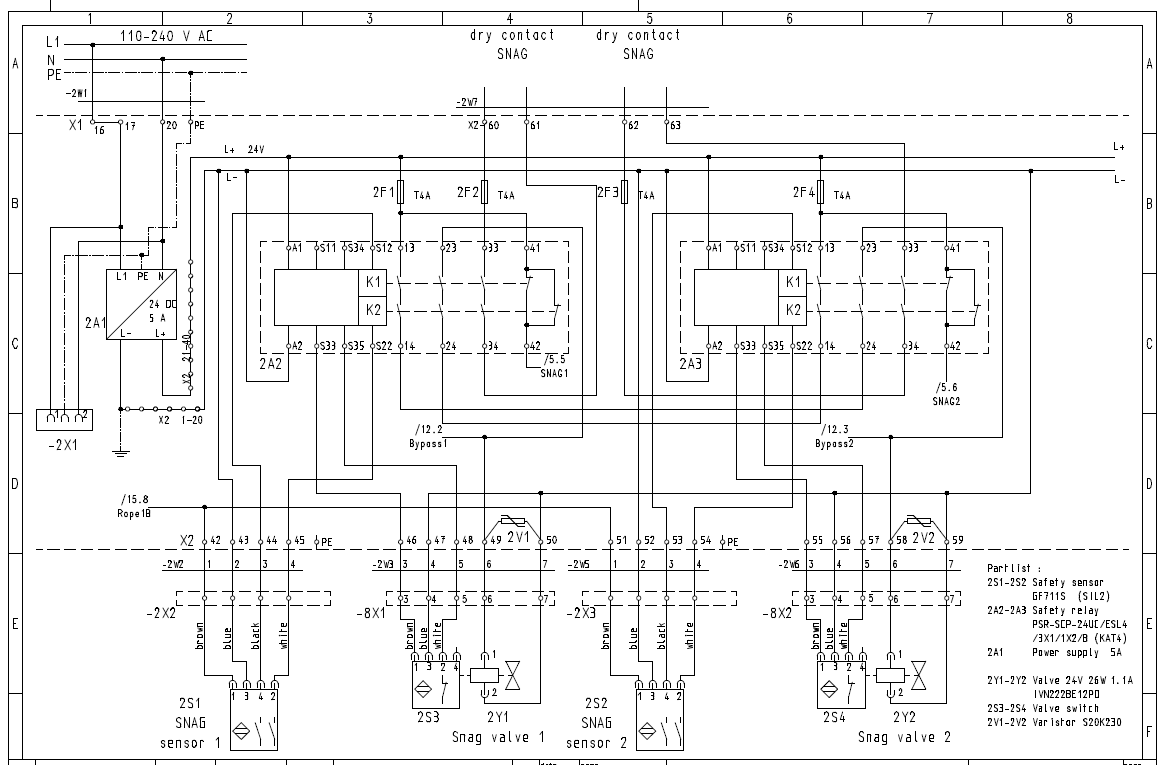 1 2 3 4 5 6 7 8
110-240 V AC
dry contact
SNAG
dry contact
SNAG
L1
N
PE
A
A
-2W1
-2W7
X1
16
17
20
PE
X2
60
61
62
63
L+ 24V
L+
L-
L-
B
B
2F1
T4A
2F2
T4A
2F3
T4A
2F4
T4A
A1
S11
S34
S12
13
23
33
41
A1
S11
S34
S12
13
23
33
41
L1 PE N
K1
K1
24 DC
5 A
K2
K2
2A1
L- L+
C
C
X2 21-40
A2
S33
S35
S22
14
24
34
42
A2
S33
S35
S22
14
24
34
42
2A2
/5.5
SNAG1
2A3
/5.6
SNAG2
1 2
-2X1
X2 1-20
/12.2
Bypass1
/12.3
Bypass2
D
D
/15.8
Rope1B
X2
42
43
44
45
PE
46
47
48
49
2V1
50
51
52
53
54
PE
55
56
57
58
2V2
59
-2W2
1
2
3
4
-2W3
3
4
5
6
7
-2W5
1
2
3
4
-2W6
3
4
5
6
7
-2X2
-8X1
3
4
5
6
7
-2X3
-8X2
3
4
5
6
7
E
E
brown
blue
black
white
brown
blue
white
brown
blue
black
white
brown
blue
white
1 3 4 2
1 3 2 4
1
2
1 3 4 2
1 3 2 4
1
2
2S1
SNAG
sensor 1
2S3
2Y1
Snag valve 1
2S2
SNAG
sensor 2
2S4
2Y2
Snag valve 2
Partlist :
2S1-2S2 Safety sensor
GF711S (SIL2)
2A2-2A3 Safety relay
PSR-SCP-24UC/ESL4
/3X1/1X2/B (KAT4)
2A1 Power supply 5A
2Y1-2Y2 Valve 24V 26W 1.1A
IVN222BE12PO
2S3-2S4 Valve switch
2V1-2V2 Varistor S20K230
F
F